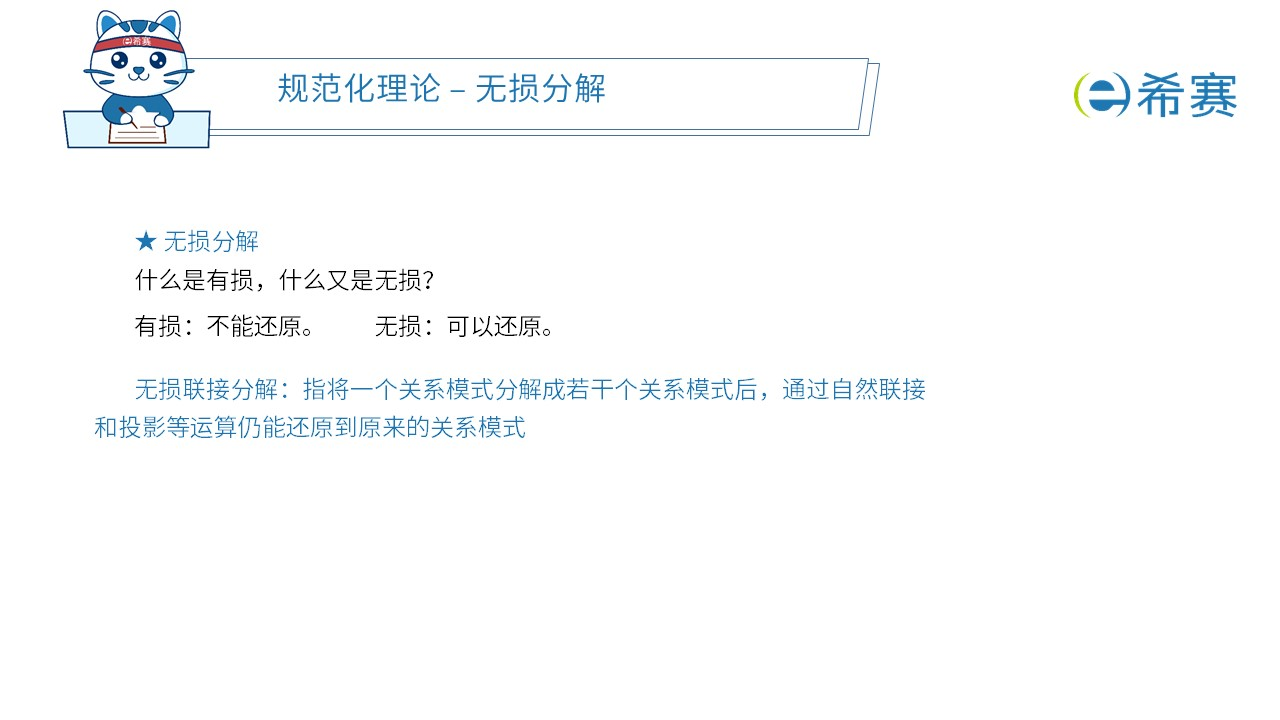 规范化理论 – 无损分解
希赛
希赛
★ 无损分解
什么是有损，什么又是无损？
有损：不能还原。 无损：可以还原。
无损联接分解：指将一个关系模式分解成若干个关系模式后，通过自然联接
和投影等运算仍能还原到原来的关系模式